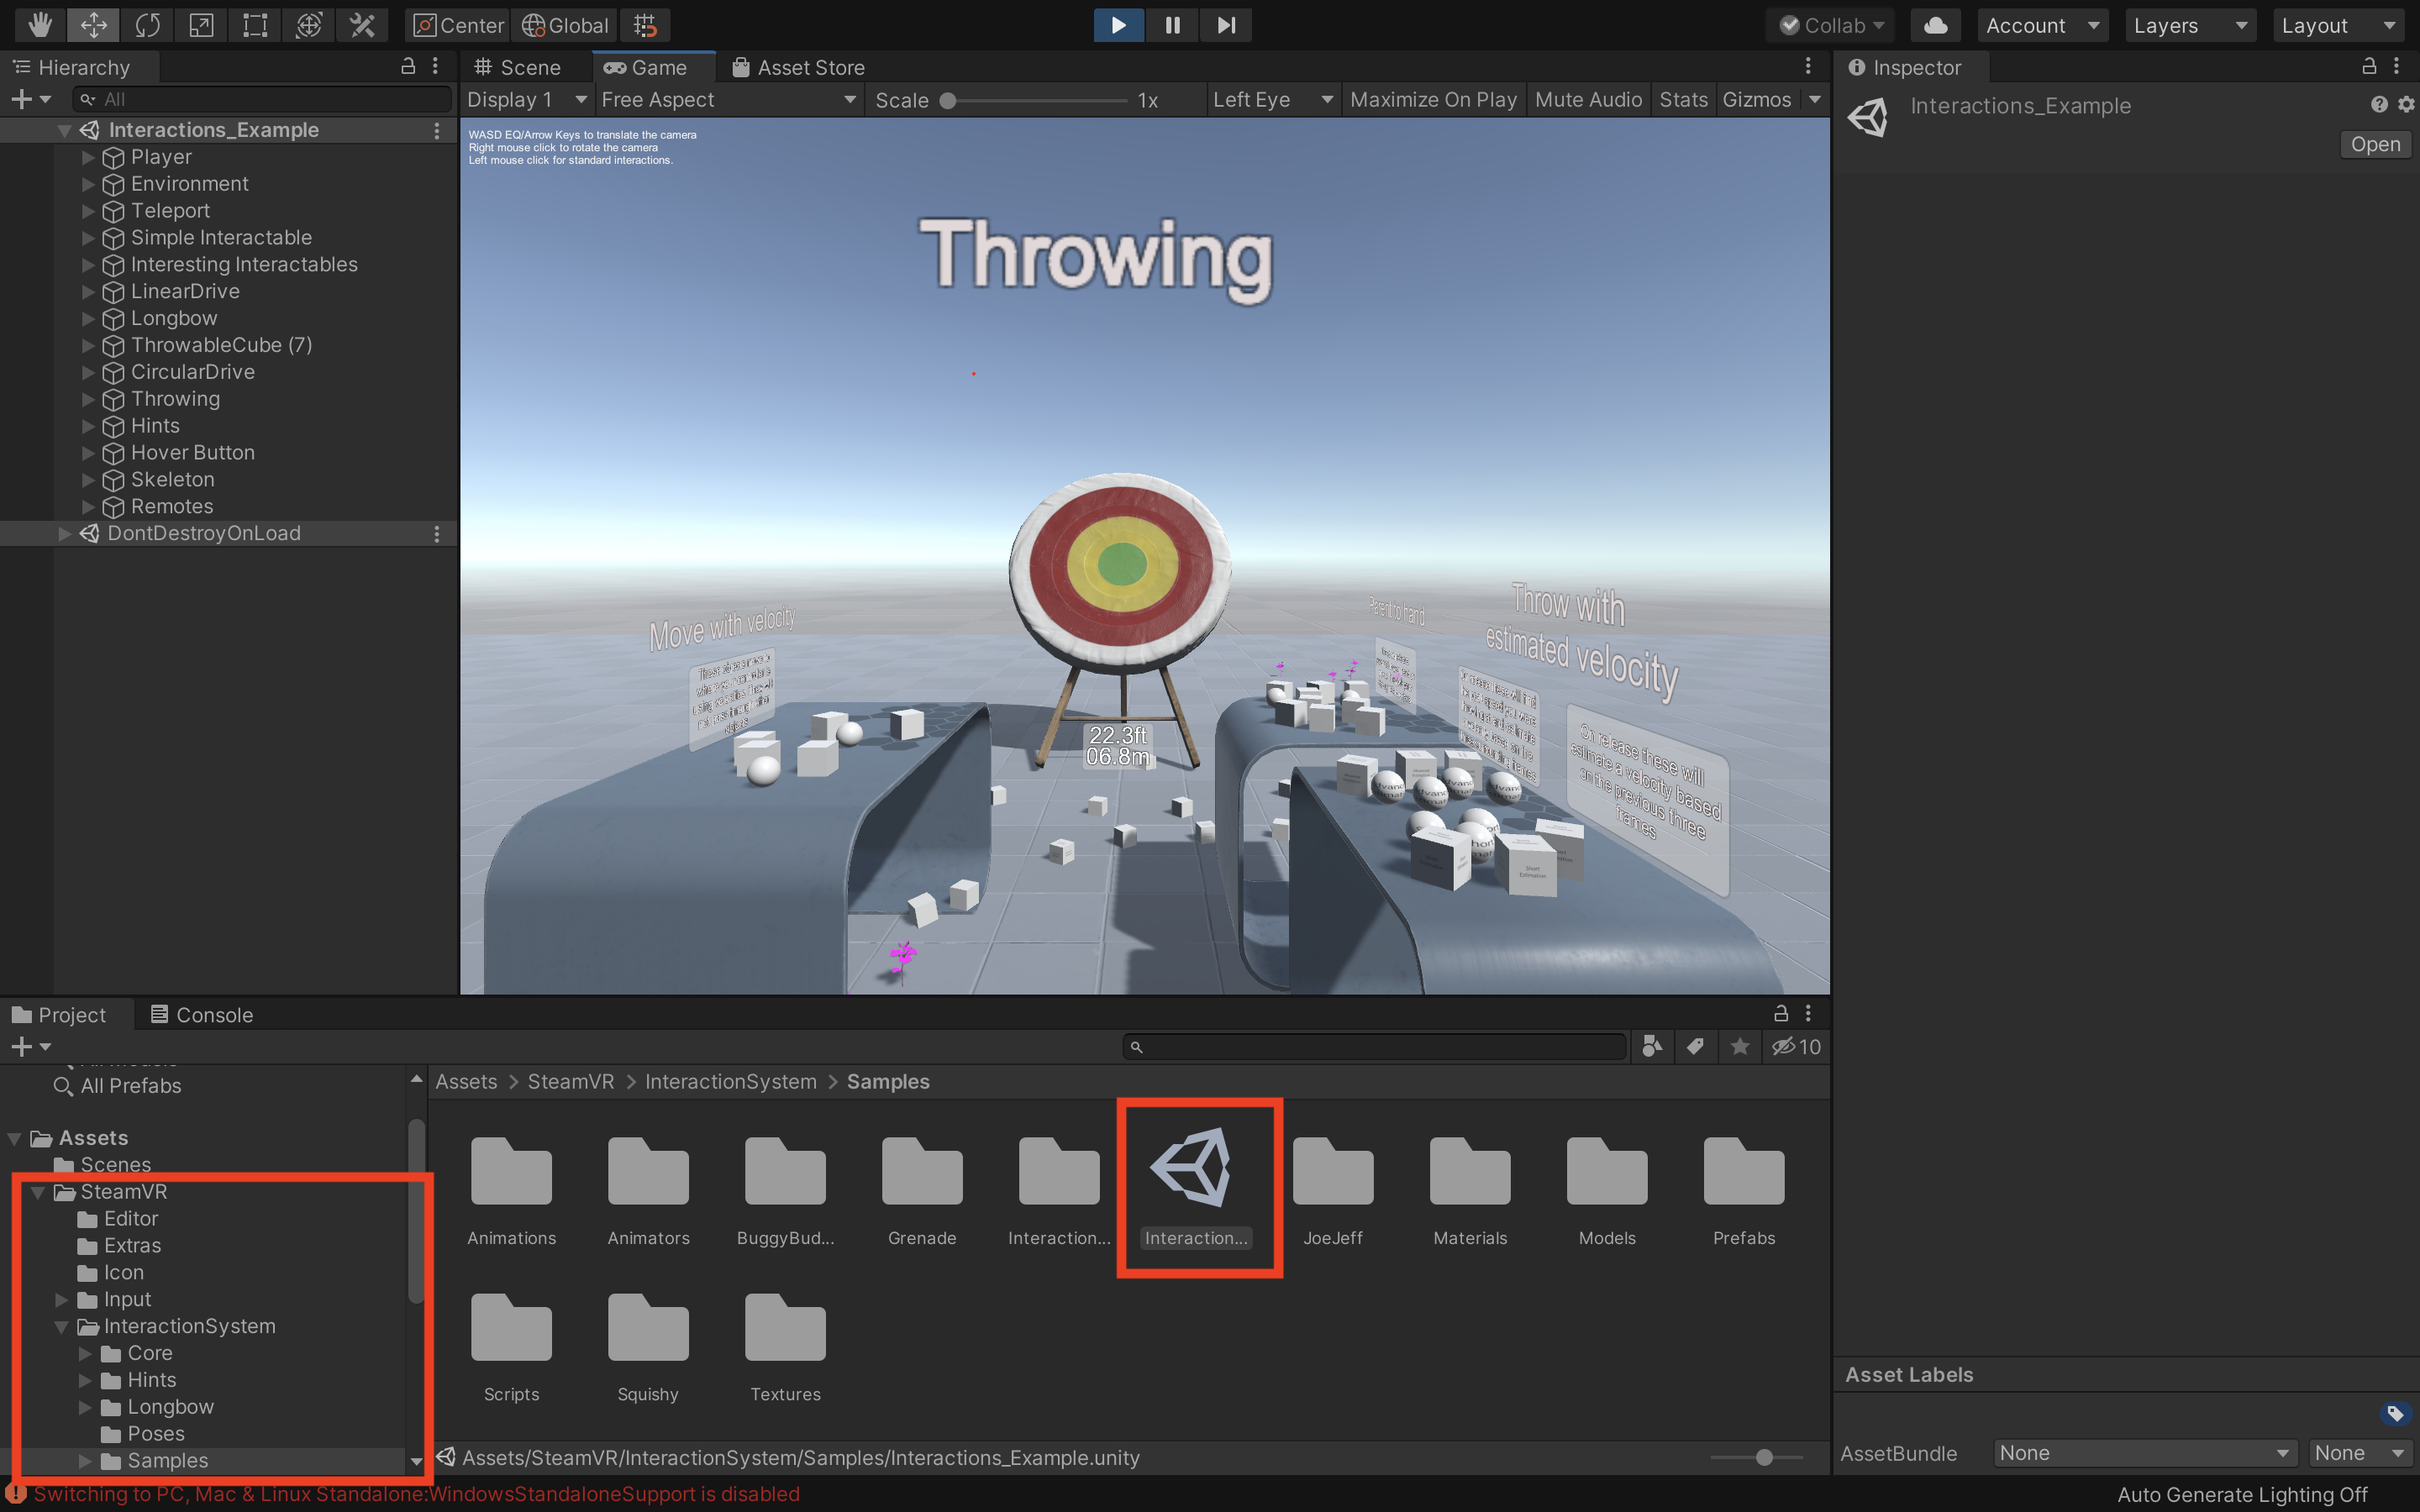 Center
Global
Collab
Account
Layers
Layout
Hierarchy
All
Interactions_Example
Player
Environment
Teleport
Simple Interactable
Interesting Interactables
LinearDrive
Longbow
ThrowableCube (7)
CircularDrive
Throwing
Hints
Hover Button
Skeleton
Remotes
DontDestroyOnLoad
Scene
Game
Asset Store
Display 1
Free Aspect
Scale
1x
Left Eye
Maximize On Play
Mute Audio
Stats
Gizmos
WASD EQ/Arrow Keys to translate the camera
Right mouse click to rotate the camera
Left mouse click for standard interactions.
Throwing
Move with velocity
Parent to hand
Throw with
estimated velocity
On release these will
estimate a velocity based
on the previous three
frames
22.3ft
06.8m
Short
Estimation
Inspector
Interactions_Example
Open
Project
Console
10
All Prefabs
Assets
Scenes
SteamVR
Editor
Extras
Icon
Input
InteractionSystem
Core
Hints
Longbow
Poses
Samples
Assets > SteamVR > InteractionSystem > Samples
Animations
Animators
BuggyBud...
Grenade
Interaction...
Interaction...
JoeJeff
Materials
Models
Prefabs
Scripts
Squishy
Textures
Assets/SteamVR/InteractionSystem/Samples/Interactions_Example.unity
Asset Labels
AssetBundle
None
None
Switching to PC, Mac & Linux Standalone:WindowsStandaloneSupport is disabled
Auto Generate Lighting Off